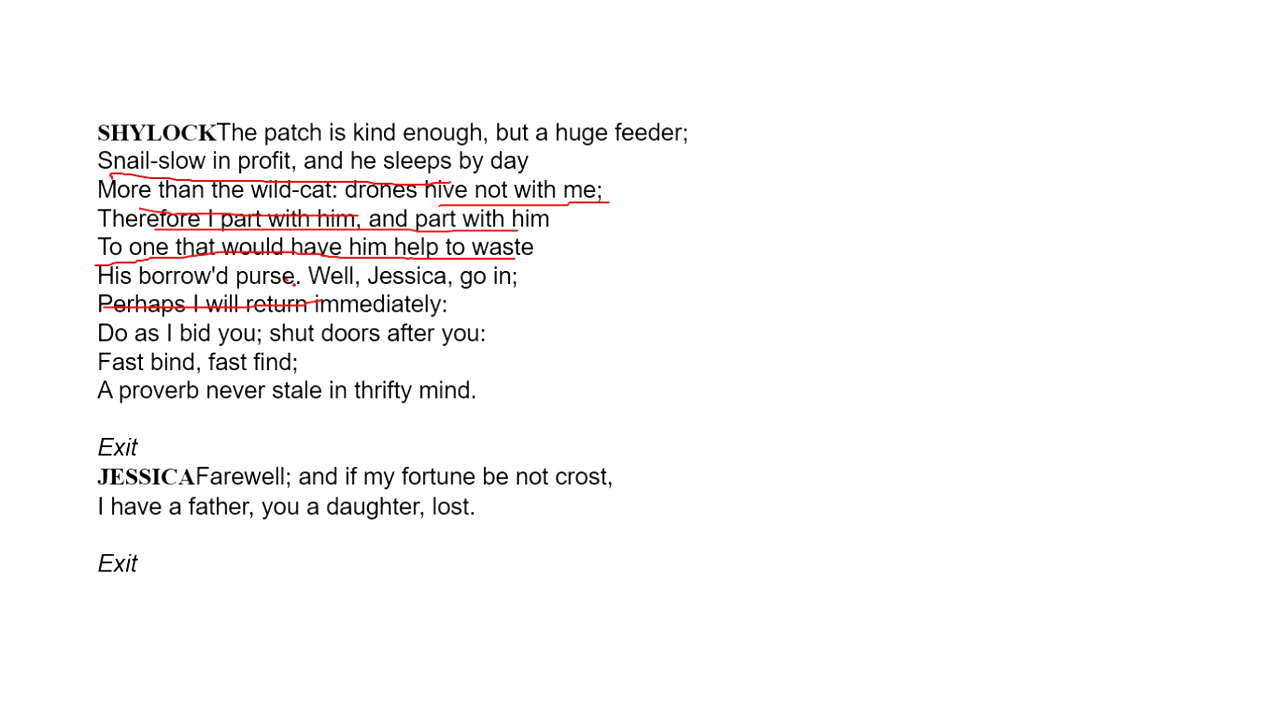 SHYLOCKThe patch is kind enough, but a huge feeder;
Snail-slow in profit, and he sleeps by day
More than the wild-cat: drones hive not with me;
Therefore I part with him, and part with him
To one that would have him help to waste
His borrow'd purse. Well, Jessica, go in;
Perhaps I will return immediately:
Do as I bid you; shut doors after you:
Fast bind, fast find;
A proverb never stale in thrifty mind.
Exit
JESSICAFarewell; and if my fortune be not crost,
I have a father, you a daughter, lost.
Exit